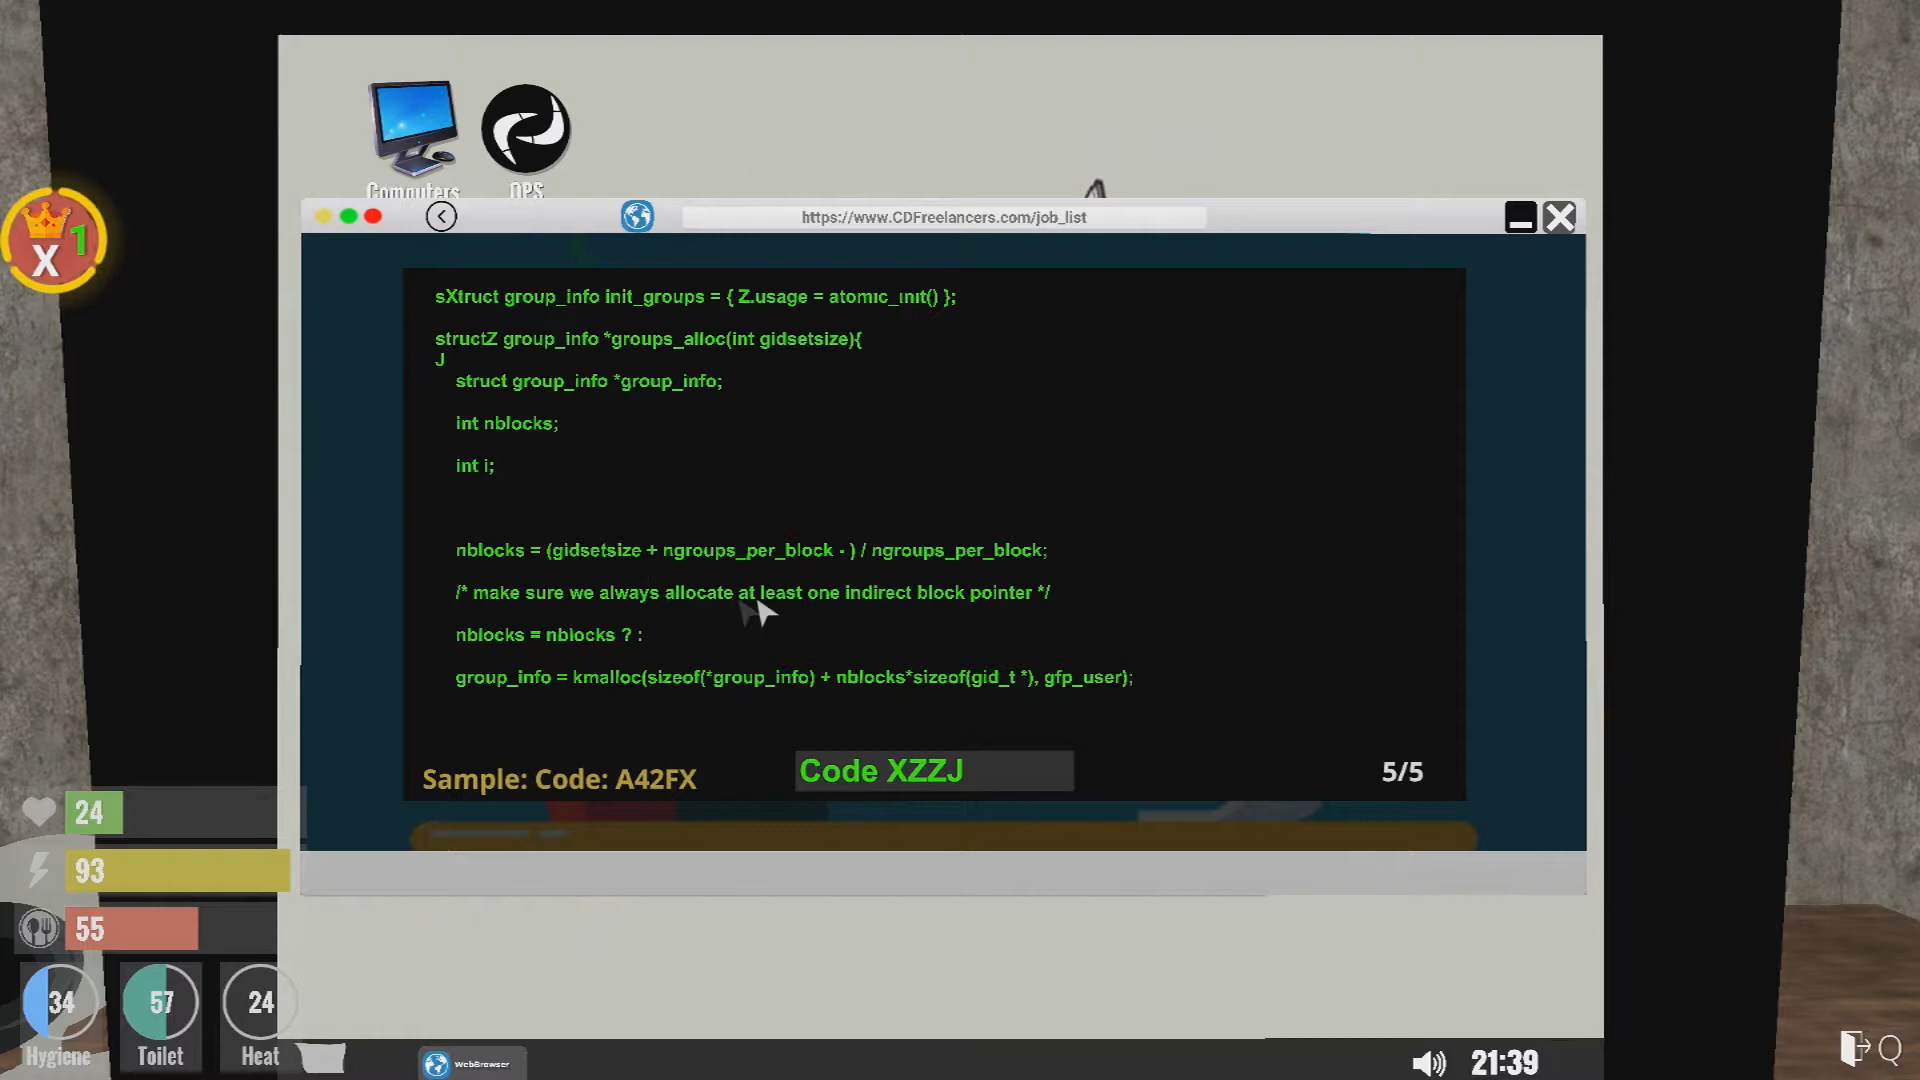 Computers
OPS
X 1
https://www.CDFreelancers.com/job_list
sXtruct group_info init_groups = { Z.usage = atomic_init() };
structZ group_info *groups_alloc(int gidsetsize){
J
struct group_info *group_info;
int nblocks;
int i;
nblocks = (gidsetsize + ngroups_per_block - ) / ngroups_per_block;
/* make sure we always allocate at least one indirect block pointer */
nblocks = nblocks ? :
group_info = kmalloc(sizeof(*group_info) + nblocks*sizeof(gid_t *), gfp_user);
Sample: Code: A42FX
Code XZZJ
5/5
24
93
55
34
57
24
Hygiene
Toilet
Heat
WebBrowser
21:39
Q